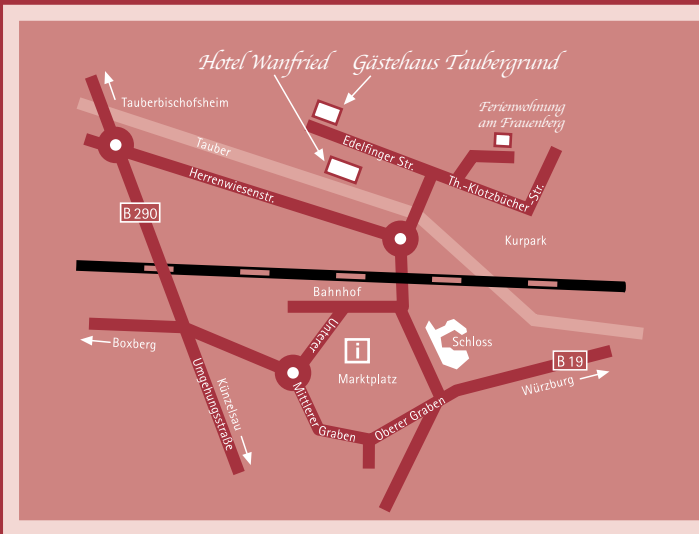 Hotel Wanfried
Gästehaus Taubergrund
Tauberbischofsheim
Ferienwohnung
am Frauenberg
Tauber
Edelfinger Str.
Herrenwiesenstr.
Th.-Klotzbücher-Str.
B 290
Kurpark
Bahnhof
Boxberg
Unterer
i
Schloss
Marktplatz
B 19
Würzburg
Umgehungsstraße
Künzelsau
Mittlerer
Graben
Oberer Graben